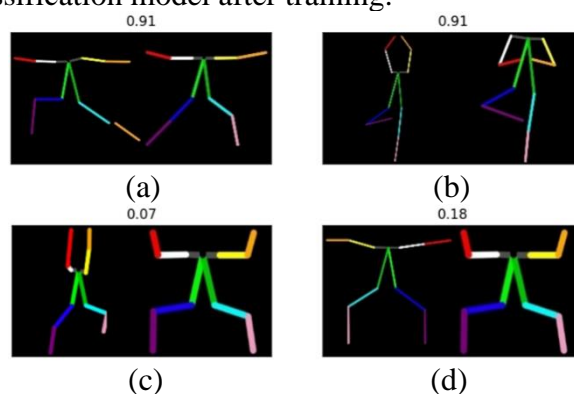 ssification model after training.
0.91 0.91
(a) (b)
0.07 0.18
(c) (d)